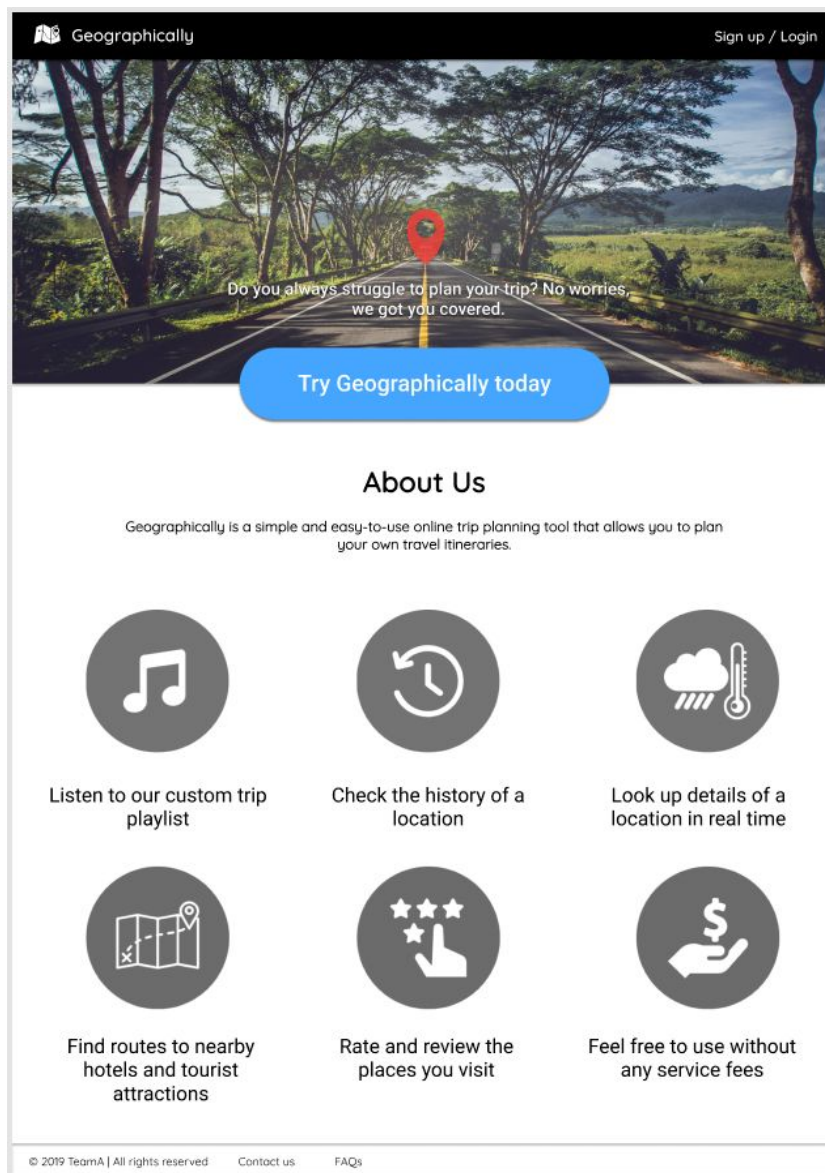 Geographically
Sign up / Login
Do you always struggle to plan your trip? No worries,
we got you covered.
Try Geographically today
About Us
Geographically is a simple and easy-to-use online trip planning tool that allows you to plan
your own travel itineraries.
Listen to our custom trip
playlist
Check the history of a
location
Look up details of a
location in real time
Find routes to nearby
hotels and tourist
attractions
Rate and review the
places you visit
Feel free to use without
any service fees
© 2019 TeamA | All rights reserved
Contact us
FAQs